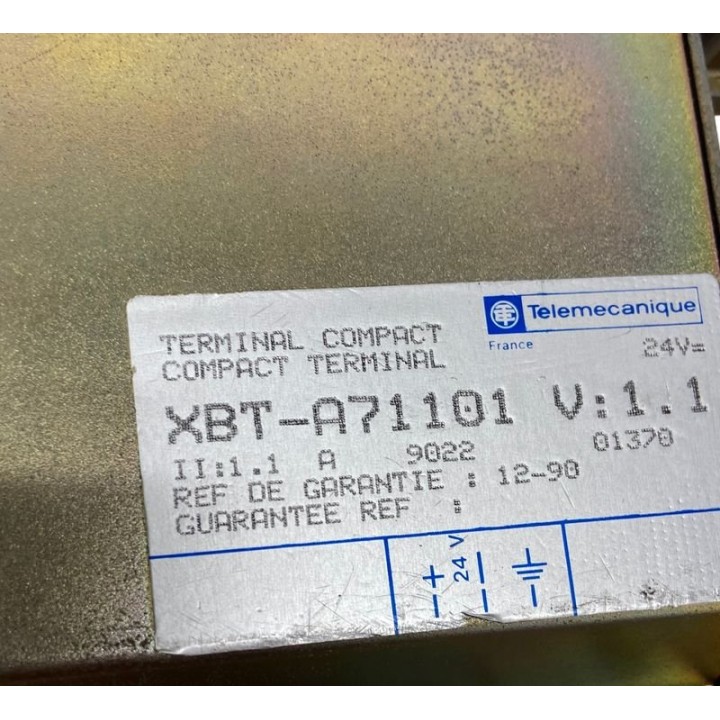 Telemecanique
France
TERMINAL COMPACT
24V=
COMPACT TERMINAL
XBT-A71101 V:1.1
II:1.1 A 9022 01370
REF DE GARANTIE : 12-90
GUARANTEE REF :
+ 24 V -